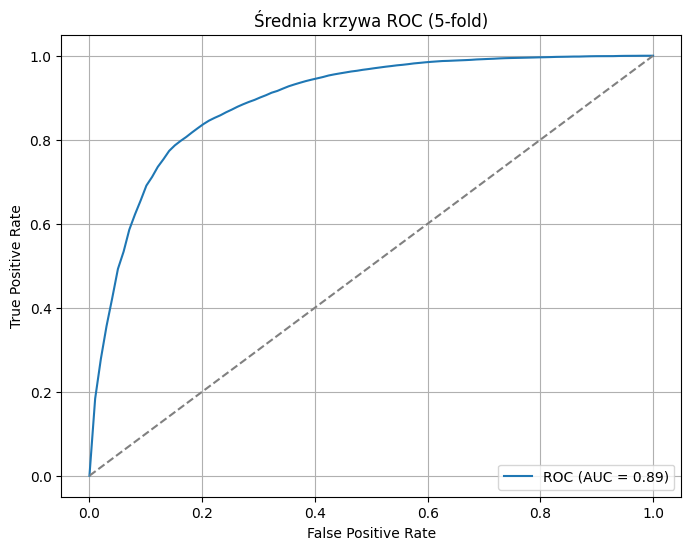 Średnia krzywa ROC (5-fold)
True Positive Rate
1.0
0.8
0.6
0.4
0.2
0.0
0.0 0.2 0.4 0.6 0.8 1.0
False Positive Rate
ROC (AUC = 0.89)